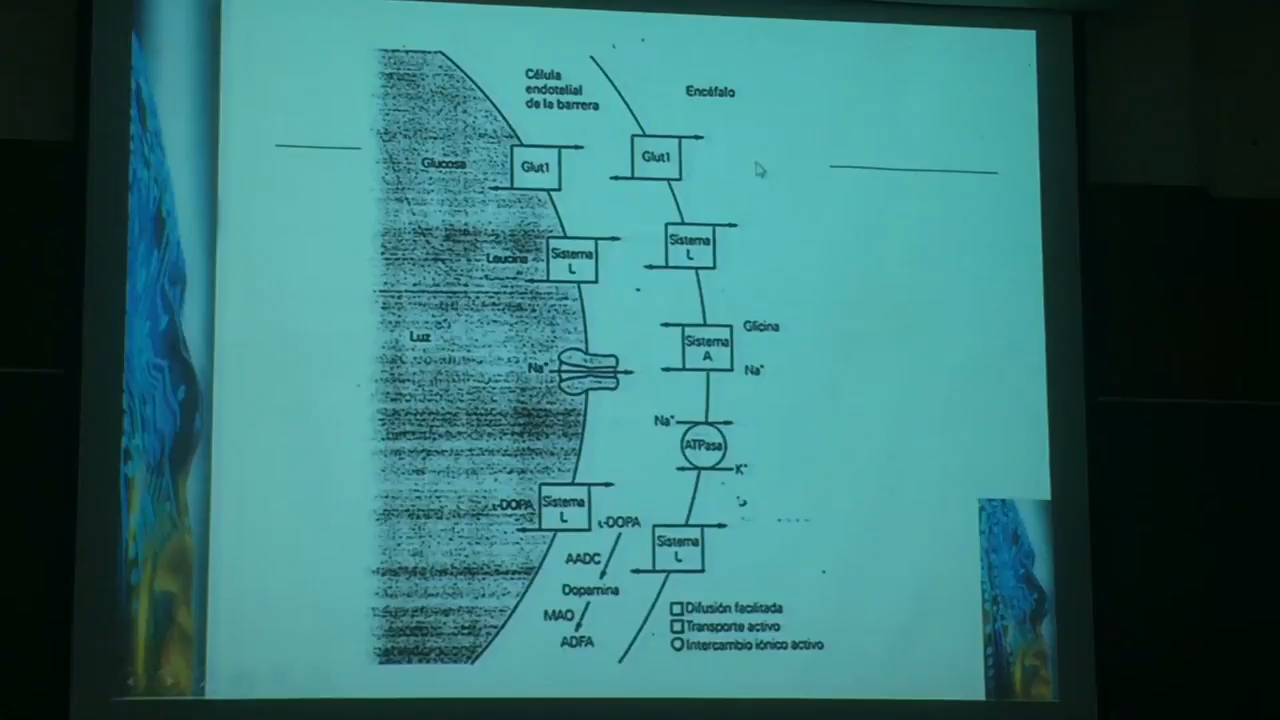 Célula
endotelial
de la barrera
Encéfalo
Glucosa
Glut1
Glut1
Leucina
Sistema
L
Sistema
L
Luz
Glicina
Sistema
A
Na⁺
Na⁺
Na⁺
ATPasa
K⁺
L-DOPA
Sistema
L
L-DOPA
Sistema
L
AADC
Dopamina
MAO
ADFA
Difusión facilitada
Transporte activo
Intercambio iónico activo